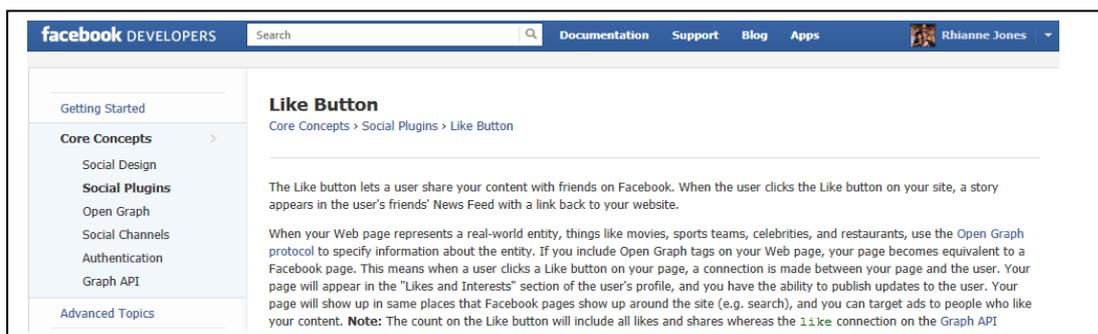 facebook DEVELOPERS
Search
Documentation Support Blog Apps
Rhianne Jones
Getting Started
Core Concepts
Social Design
Social Plugins
Open Graph
Social Channels
Authentication
Graph API
Advanced Topics
Like Button
Core Concepts › Social Plugins › Like Button
The Like button lets a user share your content with friends on Facebook. When the user clicks the Like button on your site, a story
appears in the user's friends' News Feed with a link back to your website.
When your Web page represents a real-world entity, things like movies, sports teams, celebrities, and restaurants, use the Open Graph
protocol to specify information about the entity. If you include Open Graph tags on your Web page, your page becomes equivalent to a
Facebook page. This means when a user clicks a Like button on your page, a connection is made between your page and the user. Your
page will appear in the "Likes and Interests" section of the user's profile, and you have the ability to publish updates to the user. Your
page will show up in same places that Facebook pages show up around the site (e.g. search), and you can target ads to people who like
your content. Note: The count on the Like button will include all likes and shares whereas the like connection on the Graph API